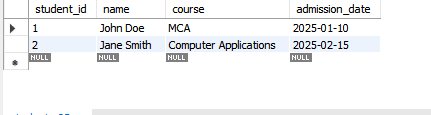 student_id name course admission_date
1 John Doe MCA 2025-01-10
2 Jane Smith Computer Applications 2025-02-15
NULL NULL NULL NULL